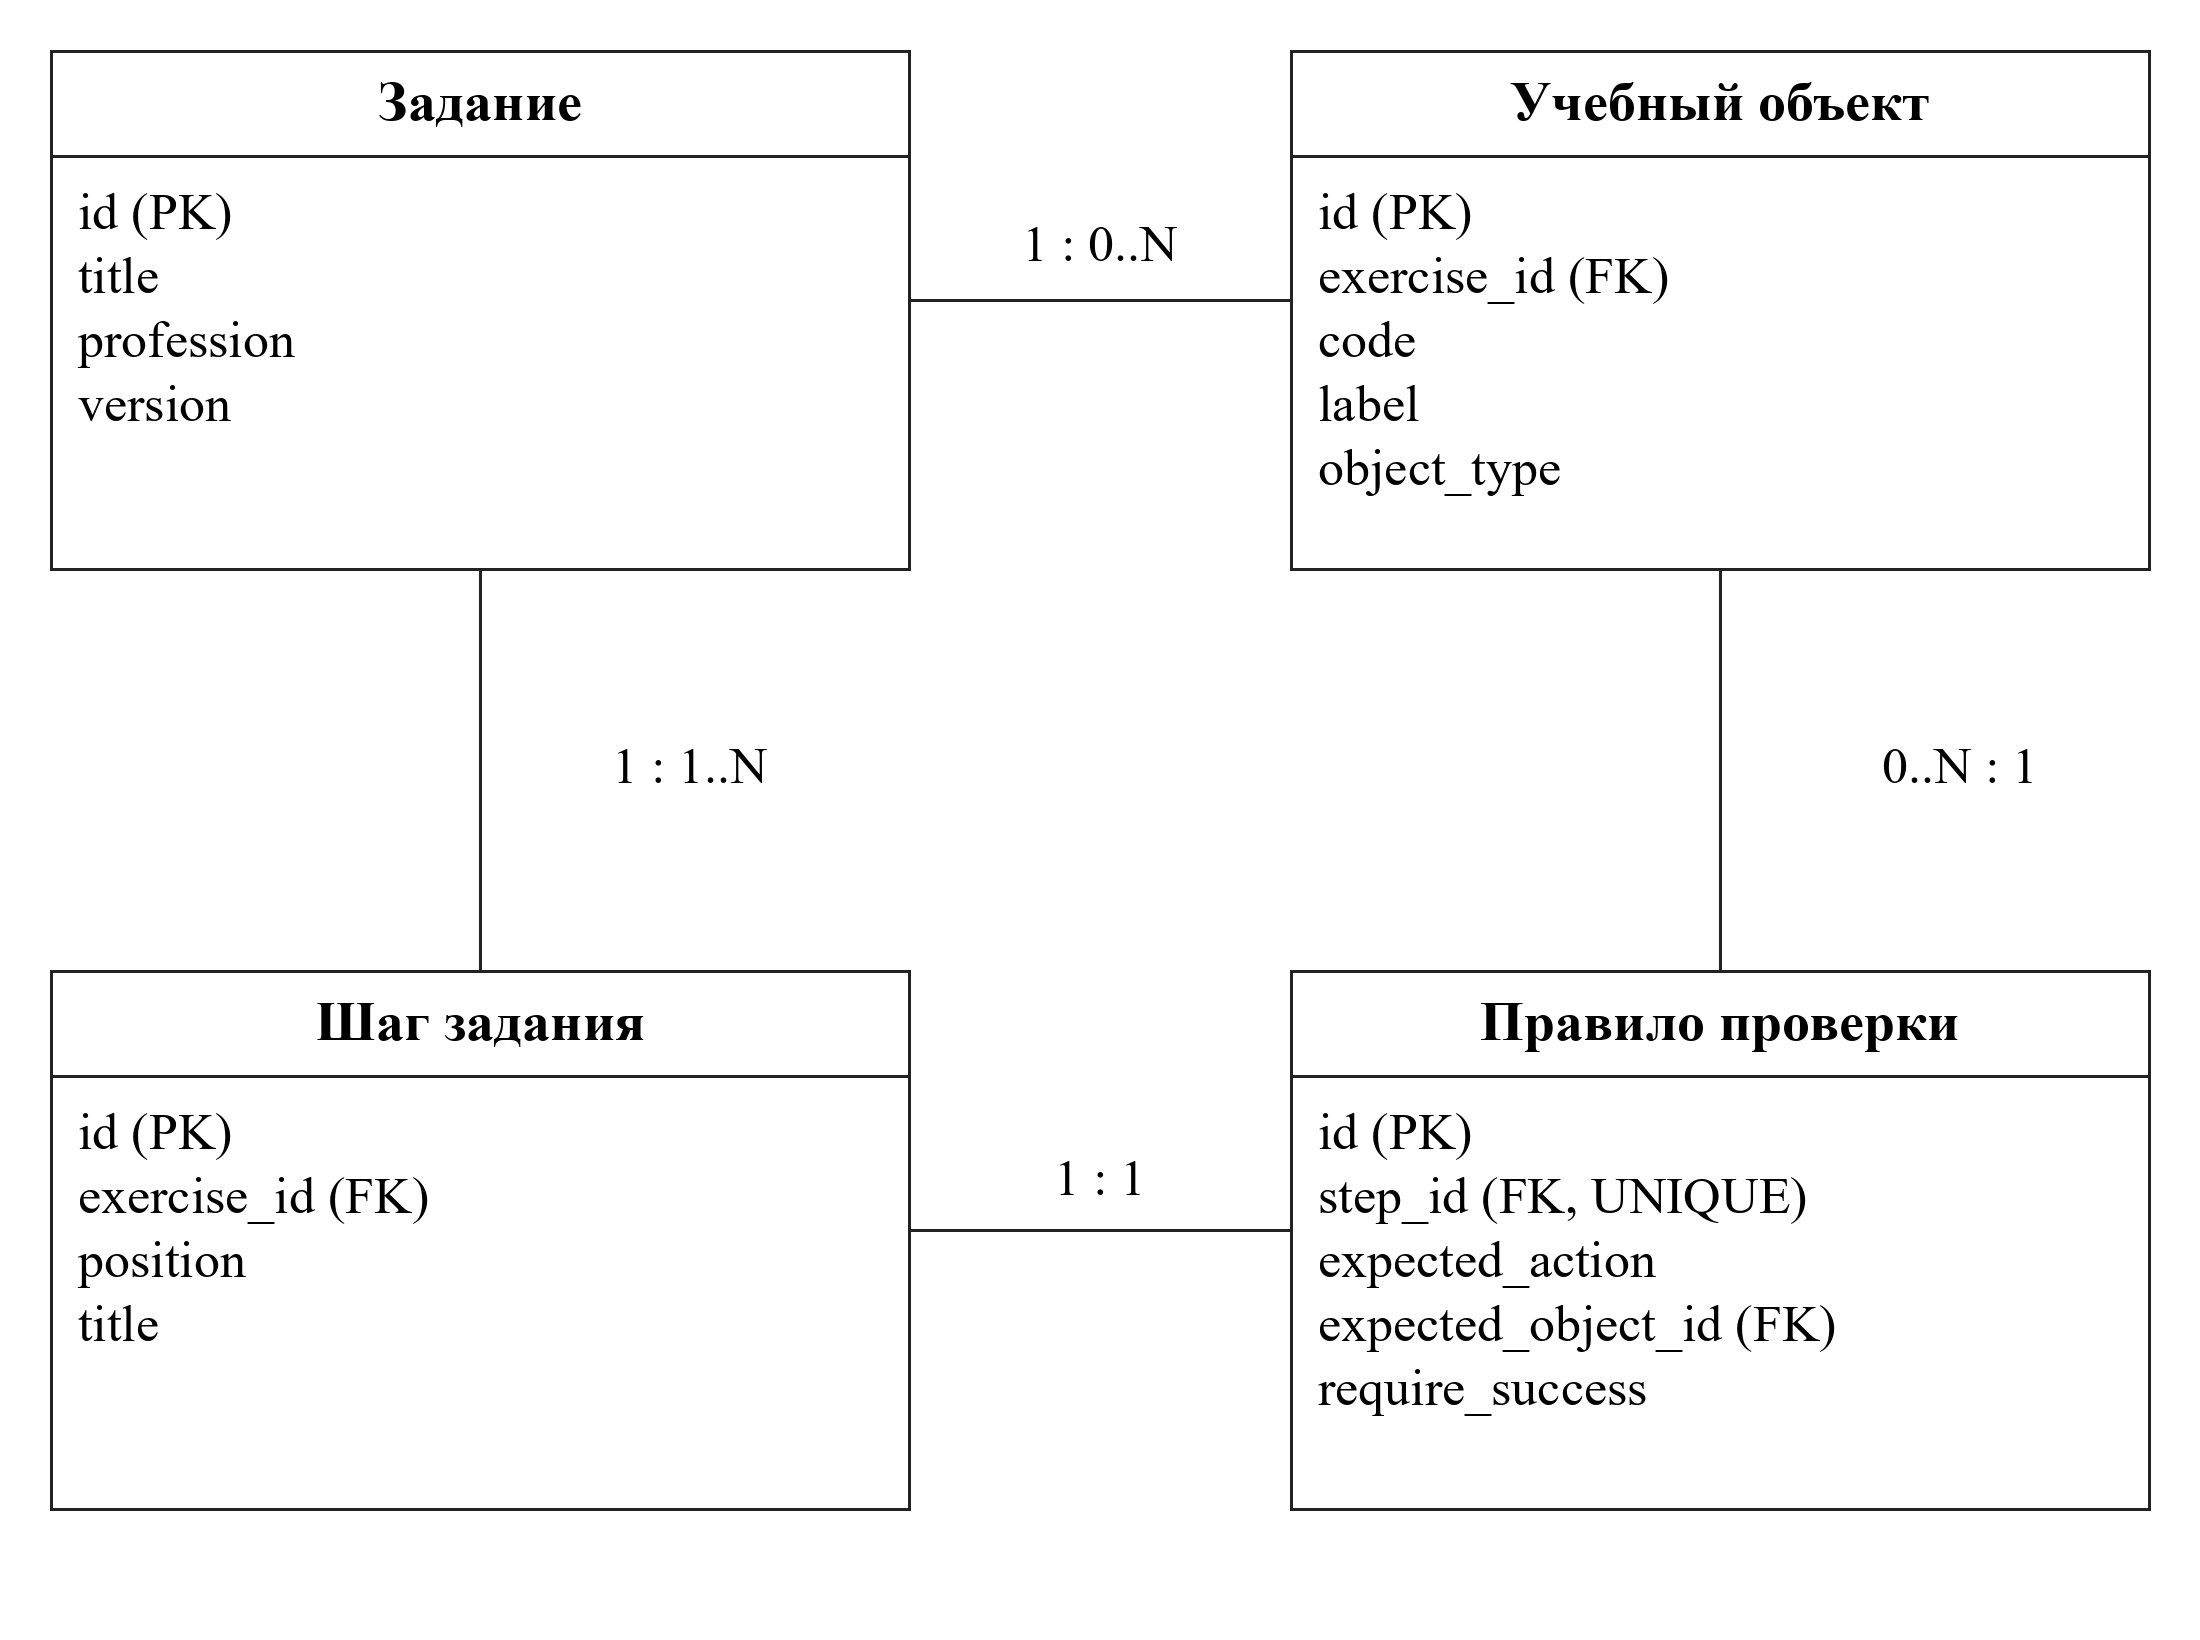 Задание
id (PK)
title
profession
version
1 : 0..N
Учебный объект
id (PK)
exercise_id (FK)
code
label
object_type
1 : 1..N
0..N : 1
Шаг задания
id (PK)
exercise_id (FK)
position
title
1 : 1
Правило проверки
id (PK)
step_id (FK, UNIQUE)
expected_action
expected_object_id (FK)
require_success